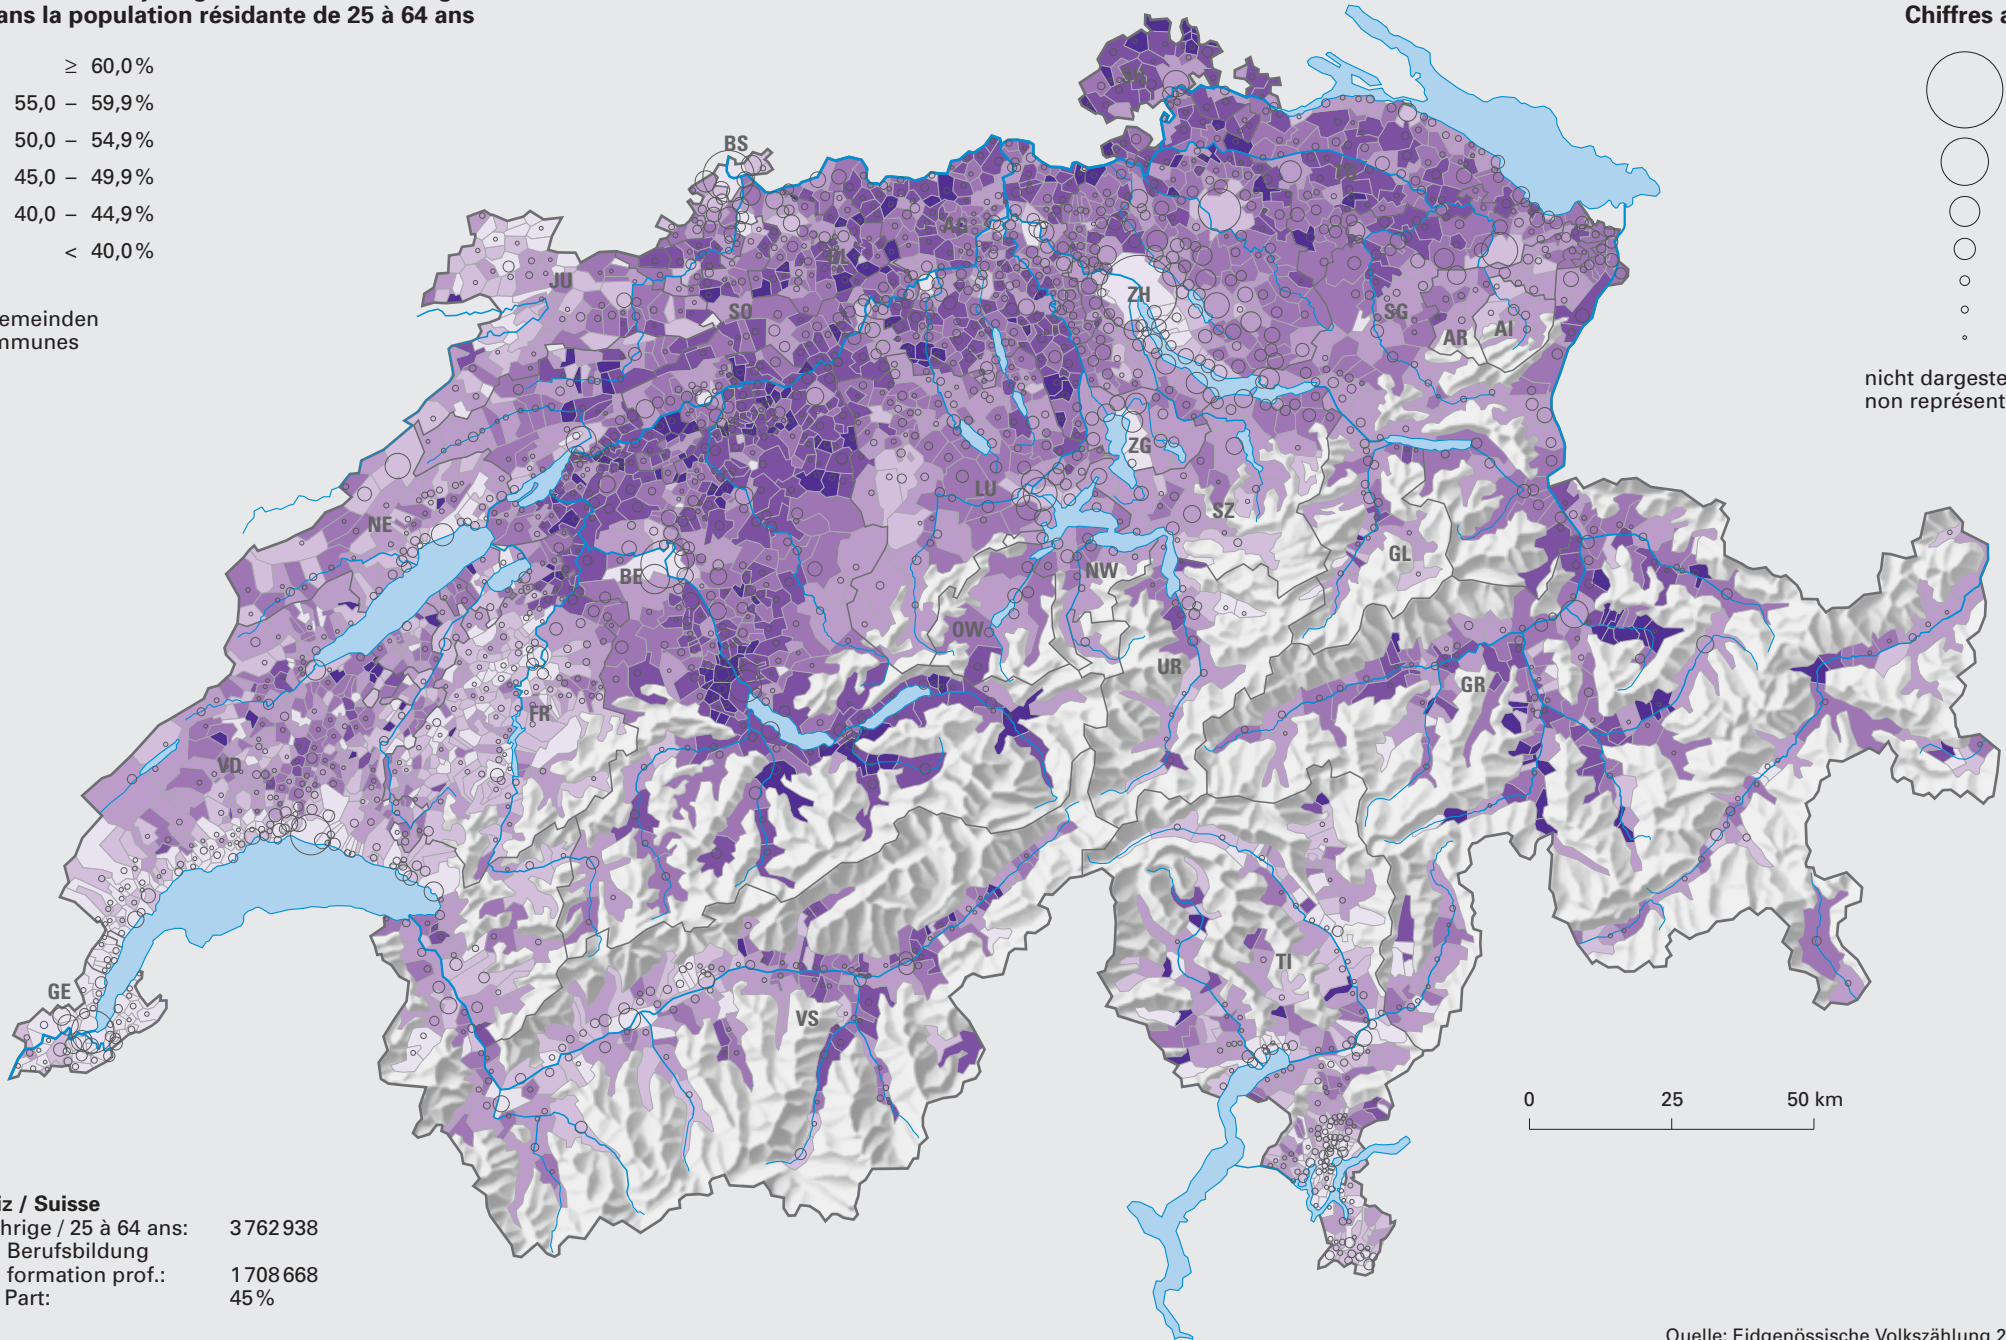 ans la population résidante de 25 à 64 ans
≥ 60,0 %
55,0 – 59,9 %
50,0 – 54,9 %
45,0 – 49,9 %
40,0 – 44,9 %
< 40,0 %
emeinden
mmunes
Chiffres a
nicht dargeste
non représent
BS
SH
TG
AG
BL
JU
SO
ZH
SG
AR
AI
ZG
LU
SZ
NE
BE
NW
GL
OW
UR
GR
FR
VD
GE
VS
TI
0 25 50 km
iz / Suisse
hrige / 25 à 64 ans: 3 762 938
Berufsbildung
formation prof.: 1 708 668
Part: 45 %
Quelle: Eidgenössische Volkszählung 2